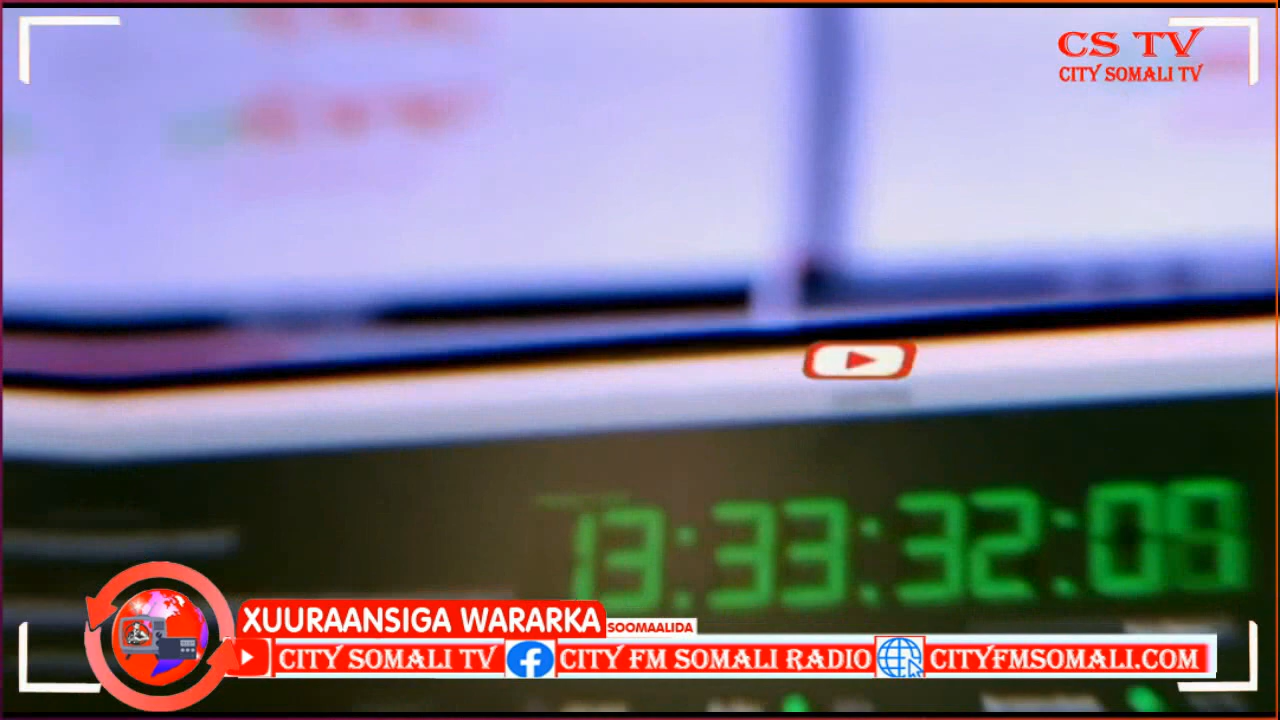 CS TV
CITY SOMALI TV
13:33:32:09
XUURAANSIGA WARARKA
SOOMAALIDA
CITY SOMALI TV CITY FM SOMALI RADIO CITYFMSOMALI.COM